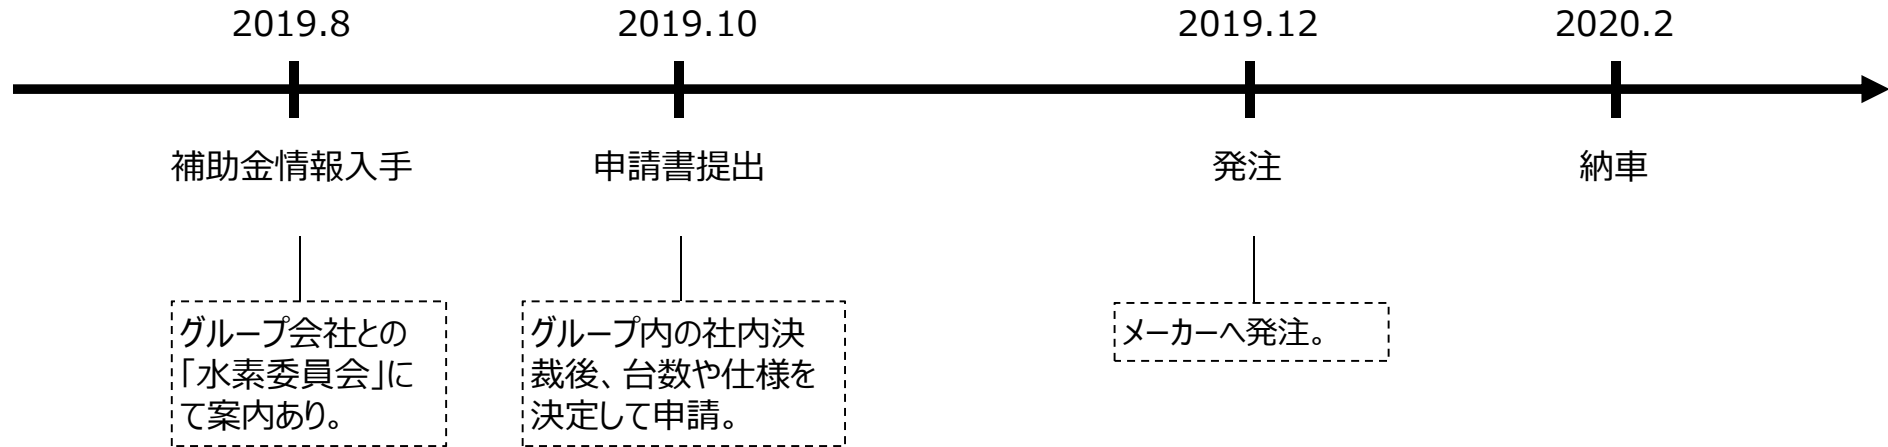 2019.8
2019.10
2019.12
2020.2
補助金情報入手
申請書提出
発注
納車
グループ会社との
「水素委員会」に
て案内あり。
グループ内の社内決
裁後、台数や仕様を
決定して申請。
メーカーへ発注。